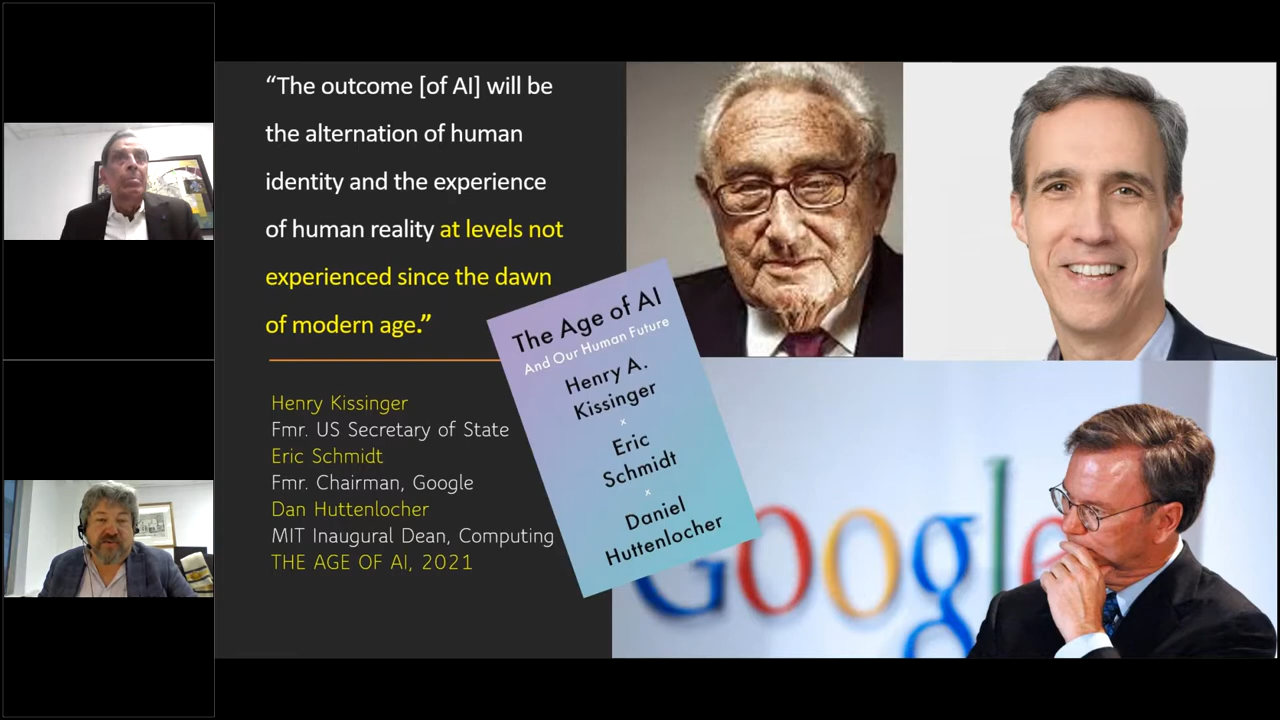 “The outcome [of AI] will be
the alternation of human
identity and the experience
of human reality at levels not
experienced since the dawn
of modern age.”
Henry Kissinger
Fmr. US Secretary of State
Eric Schmidt
Fmr. Chairman, Google
Dan Huttenlocher
MIT Inaugural Dean, Computing
THE AGE OF AI, 2021
The Age of AI
And Our Human Future
Henry A.
Kissinger
x
Eric
Schmidt
x
Daniel
Huttenlocher
Google